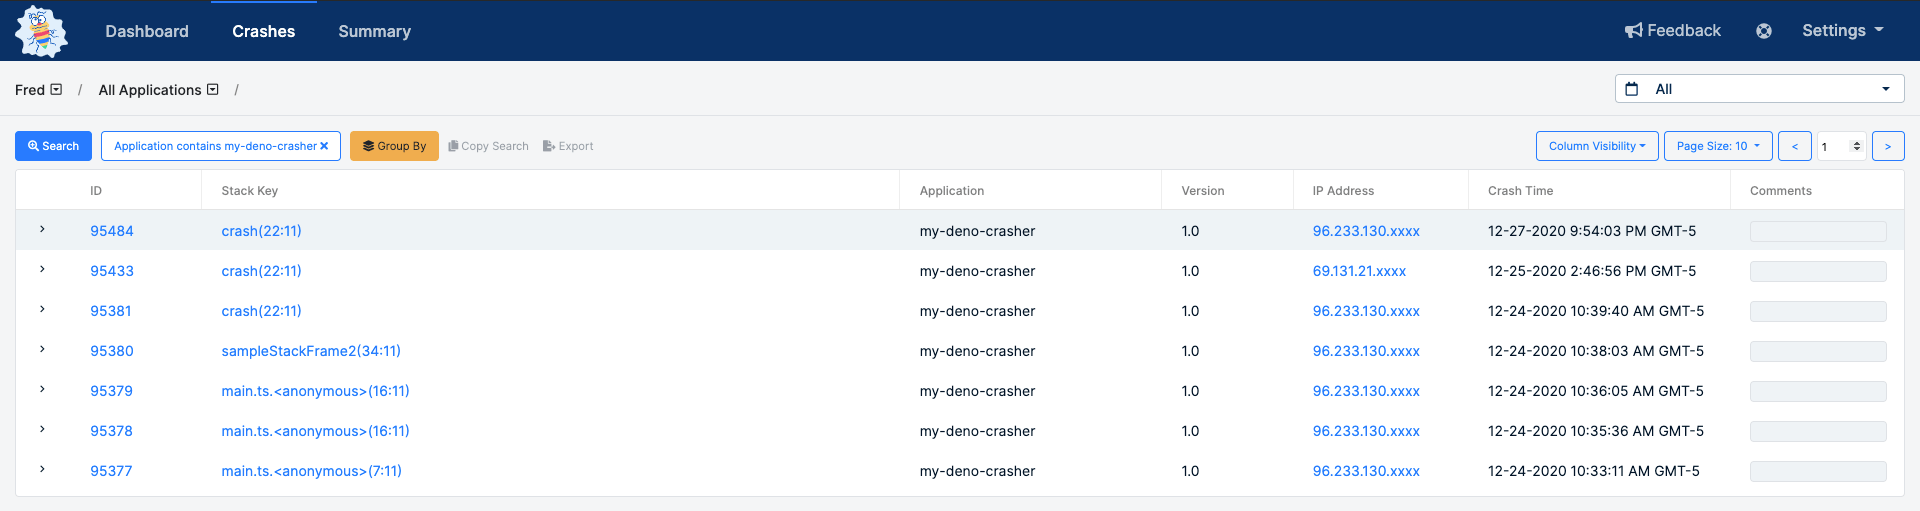 Dashboard Crashes Summary Feedback Settings
Fred / All Applications / All
Search Application contains my-deno-crasher × Group By Copy Search Export Column Visibility Page Size: 10 < 1 >
ID Stack Key Application Version IP Address Crash Time Comments
95484 crash(22:11) my-deno-crasher 1.0 96.233.130.xxxx 12-27-2020 9:54:03 PM GMT-5
95433 crash(22:11) my-deno-crasher 1.0 69.131.21.xxxx 12-25-2020 2:46:56 PM GMT-5
95381 crash(22:11) my-deno-crasher 1.0 96.233.130.xxxx 12-24-2020 10:39:40 AM GMT-5
95380 sampleStackFrame2(34:11) my-deno-crasher 1.0 96.233.130.xxxx 12-24-2020 10:38:03 AM GMT-5
95379 main.ts.<anonymous>(16:11) my-deno-crasher 1.0 96.233.130.xxxx 12-24-2020 10:36:05 AM GMT-5
95378 main.ts.<anonymous>(16:11) my-deno-crasher 1.0 96.233.130.xxxx 12-24-2020 10:35:36 AM GMT-5
95377 main.ts.<anonymous>(7:11) my-deno-crasher 1.0 96.233.130.xxxx 12-24-2020 10:33:11 AM GMT-5